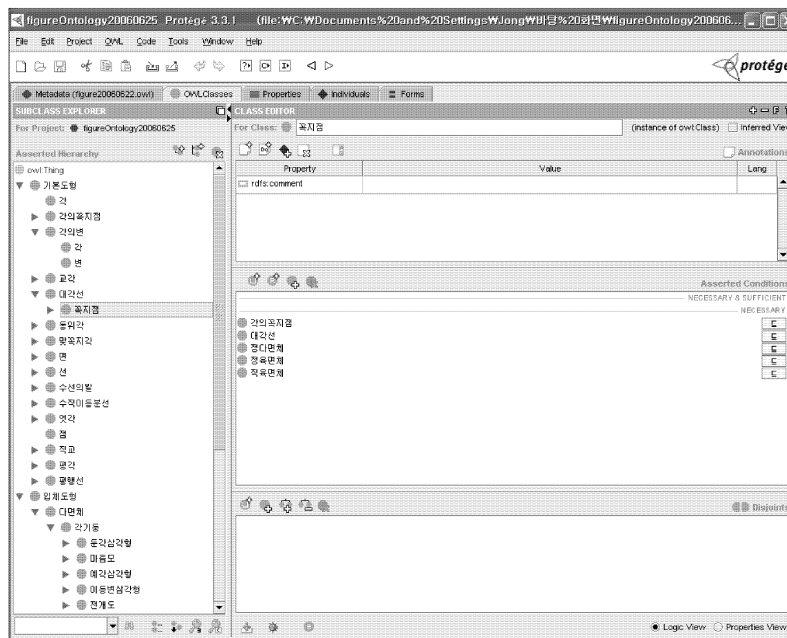 figureOntology20060625 Protégé 3.3.1 (file:₩C:₩Documents%20and%20Settings₩Jong₩바탕%20화면₩figureOntology200606...
File Edit Project OWL Code Tools Window Help
protégé
Metadata (figure20060622.owl) OWLClasses Properties Individuals Forms
SUBCLASS EXPLORER
For Project: figureOntology20060625
Asserted Hierarchy
owl:Thing
기본도형
각
각의꼭지점
각의변
각
변
교각
대각선
꼭지점
동위각
맞꼭지각
면
선
수선의발
수직이등분선
엇각
점
직교
평각
평행선
입체도형
다면체
각기둥
둔각삼각형
마름모
예각삼각형
이등변삼각형
전개도
CLASS EDITOR
For Class: 꼭지점 (instance of owl:Class) Inferred View
Annotations
Property Value Lang
rdfs:comment
Asserted Conditions
NECESSARY & SUFFICIENT
NECESSARY
각의꼭지점 ⊑
대각선 ⊑
정다면체 ⊑
정육면체 ⊑
직육면체 ⊑
Disjoints
Logic View Properties View